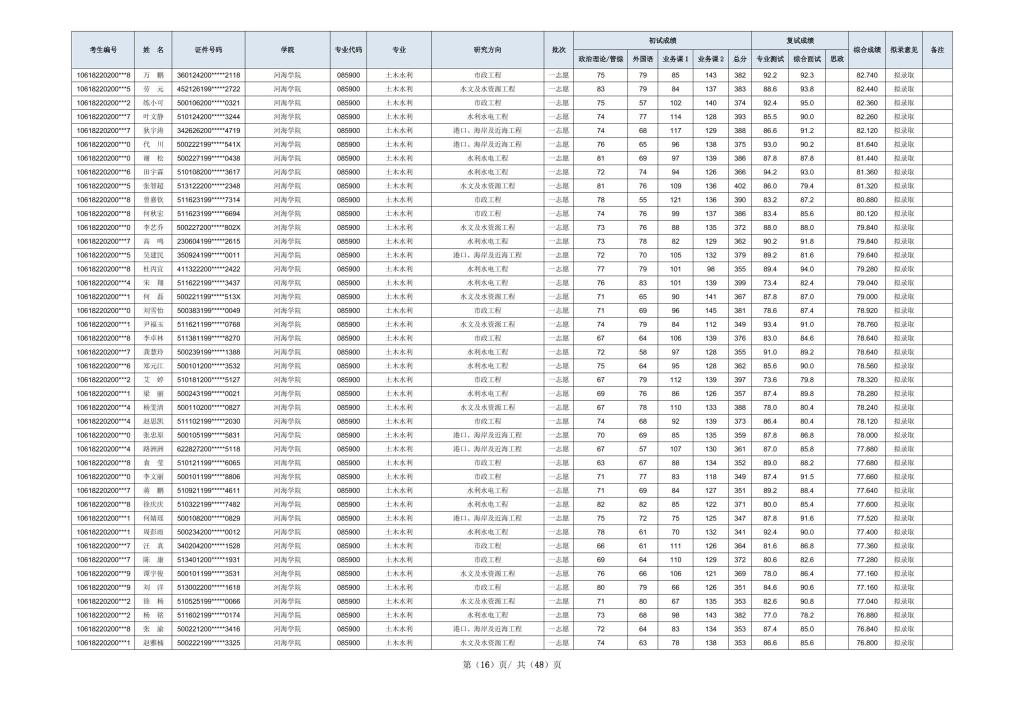 考生编号 姓 名 证件号码 学院 专业代码 专业 研究方向 批次 初试成绩 复试成绩 综合成绩 拟录意见 备注
政治理论/管综 外国语 业务课1 业务课2 总分 专业测试 综合面试 思政
10618220200***8 万 鹏 360124200*****2118 河海学院 085900 土木水利 市政工程 一志愿 75 79 85 143 382 92.2 92.3 82.740 拟录取
10618220200***5 劳 元 452126199*****2722 河海学院 085900 土木水利 水文及水资源工程 一志愿 83 79 84 137 383 88.6 93.8 82.440 拟录取
10618220200***2 练小可 500106200*****0321 河海学院 085900 土木水利 市政工程 一志愿 75 57 102 140 374 92.4 95.0 82.360 拟录取
10618220200***7 叶文静 510124200*****3244 河海学院 085900 土木水利 水利水电工程 一志愿 74 77 114 128 393 85.5 90.0 82.260 拟录取
10618220200***7 狄宇涛 342626200*****4719 河海学院 085900 土木水利 港口、海岸及近海工程 一志愿 74 68 117 129 388 86.6 91.2 82.120 拟录取
10618220200***0 代 川 500222199*****541X 河海学院 085900 土木水利 港口、海岸及近海工程 一志愿 76 65 96 138 375 93.0 90.2 81.640 拟录取
10618220200***0 谢 松 500227199*****0438 河海学院 085900 土木水利 水利水电工程 一志愿 81 69 97 139 386 87.8 87.8 81.440 拟录取
10618220200***6 田宇霖 510108200*****3617 河海学院 085900 土木水利 水利水电工程 一志愿 72 74 94 126 366 94.2 93.0 81.360 拟录取
10618220200***5 张智超 513122200*****2348 河海学院 085900 土木水利 水文及水资源工程 一志愿 81 76 109 136 402 86.0 79.4 81.320 拟录取
10618220200***8 曾嘉钦 511623199*****7314 河海学院 085900 土木水利 市政工程 一志愿 78 55 121 136 390 83.2 87.2 80.880 拟录取
10618220200***8 何秋宏 511623199*****6694 河海学院 085900 土木水利 市政工程 一志愿 74 76 99 137 386 83.4 85.6 80.120 拟录取
10618220200***0 李艺乔 500227200*****802X 河海学院 085900 土木水利 水文及水资源工程 一志愿 73 76 88 135 372 88.0 88.0 79.840 拟录取
10618220200***7 高 鸣 230604199*****2615 河海学院 085900 土木水利 水利水电工程 一志愿 73 78 82 129 362 90.2 91.8 79.840 拟录取
10618220200***5 吴建民 350924199*****0011 河海学院 085900 土木水利 港口、海岸及近海工程 一志愿 72 70 105 132 379 89.2 81.6 79.640 拟录取
10618220200***8 杜丙宜 411322200*****2422 河海学院 085900 土木水利 水利水电工程 一志愿 77 79 101 98 355 89.4 94.0 79.280 拟录取
10618220200***4 宋 翔 511622199*****3437 河海学院 085900 土木水利 水利水电工程 一志愿 76 83 101 139 399 73.4 82.4 79.040 拟录取
10618220200***1 何 磊 500221199*****513X 河海学院 085900 土木水利 水文及水资源工程 一志愿 71 65 90 141 367 87.8 87.0 79.000 拟录取
10618220200***0 刘雪怡 500383199*****0049 河海学院 085900 土木水利 市政工程 一志愿 71 69 96 145 381 78.6 87.4 78.920 拟录取
10618220200***1 尹福玉 511621199*****0768 河海学院 085900 土木水利 水文及水资源工程 一志愿 74 79 84 112 349 93.4 91.0 78.760 拟录取
10618220200***8 李卓林 511381199*****8270 河海学院 085900 土木水利 市政工程 一志愿 67 64 106 139 376 83.0 84.6 78.640 拟录取
10618220200***7 龚慧玲 500239199*****1388 河海学院 085900 土木水利 水利水电工程 一志愿 72 58 97 128 355 91.0 89.2 78.640 拟录取
10618220200***6 郑元江 500101199*****3532 河海学院 085900 土木水利 水利水电工程 一志愿 75 64 95 128 362 85.6 90.0 78.560 拟录取
10618220200***2 艾 婷 510181199*****5127 河海学院 085900 土木水利 市政工程 一志愿 67 79 112 139 397 73.6 79.8 78.320 拟录取
10618220200***1 梁 丽 500243199*****0021 河海学院 085900 土木水利 水利水电工程 一志愿 69 76 86 126 357 87.4 89.8 78.280 拟录取
10618220200***4 杨雯清 500110200*****0827 河海学院 085900 土木水利 水文及水资源工程 一志愿 67 78 110 133 388 78.0 80.4 78.240 拟录取
10618220200***4 赵思凯 511102199*****2030 河海学院 085900 土木水利 市政工程 一志愿 74 68 92 139 373 86.4 80.4 78.120 拟录取
10618220200***0 张忠原 500105199*****5831 河海学院 085900 土木水利 港口、海岸及近海工程 一志愿 70 69 85 135 359 87.8 86.8 78.000 拟录取
10618220200***4 路洲洲 622827200*****5118 河海学院 085900 土木水利 港口、海岸及近海工程 一志愿 67 57 107 130 361 87.0 85.8 77.880 拟录取
10618220200***8 袁 莹 510121199*****6065 河海学院 085900 土木水利 市政工程 一志愿 63 67 88 134 352 89.0 88.2 77.680 拟录取
10618220200***0 李文丽 500101199*****8806 河海学院 085900 土木水利 市政工程 一志愿 71 77 83 118 349 87.4 91.5 77.660 拟录取
10618220200***7 蒋 鹏 510921199*****4611 河海学院 085900 土木水利 水利水电工程 一志愿 71 69 84 127 351 89.2 88.4 77.640 拟录取
10618220200***8 徐庆庆 510322199*****7482 河海学院 085900 土木水利 水利水电工程 一志愿 82 82 85 122 371 80.0 85.4 77.600 拟录取
10618220200***1 何婧瑶 500108200*****0829 河海学院 085900 土木水利 港口、海岸及近海工程 一志愿 75 72 75 125 347 87.8 91.6 77.520 拟录取
10618220200***1 周彭雨 500234200*****0012 河海学院 085900 土木水利 水利水电工程 一志愿 78 61 70 132 341 92.4 90.0 77.400 拟录取
10618220200***7 汪 真 340204200*****1528 河海学院 085900 土木水利 市政工程 一志愿 66 61 111 126 364 81.6 86.8 77.360 拟录取
10618220200***7 陈 康 513401200*****1931 河海学院 085900 土木水利 市政工程 一志愿 69 64 110 129 372 80.6 82.6 77.280 拟录取
10618220200***9 谭宇俊 500101199*****3531 河海学院 085900 土木水利 水文及水资源工程 一志愿 76 66 106 121 369 78.0 86.4 77.160 拟录取
10618220200***9 刘 洋 513002200*****1618 河海学院 085900 土木水利 市政工程 一志愿 80 79 66 126 351 84.6 90.6 77.160 拟录取
10618220200***2 徐 杨 510525199*****0066 河海学院 085900 土木水利 水文及水资源工程 一志愿 71 80 67 135 353 82.6 90.8 77.040 拟录取
10618220200***2 杨 铭 511602200*****0174 河海学院 085900 土木水利 水利水电工程 一志愿 73 68 98 143 382 77.0 78.2 76.880 拟录取
10618220200***8 张 渝 500221200*****3416 河海学院 085900 土木水利 港口、海岸及近海工程 一志愿 72 64 83 134 353 87.4 85.0 76.840 拟录取
10618220200***1 赵雅楠 500222199*****3325 河海学院 085900 土木水利 水文及水资源工程 一志愿 74 63 78 138 353 86.6 85.6 76.800 拟录取
第（16）页/ 共（48）页